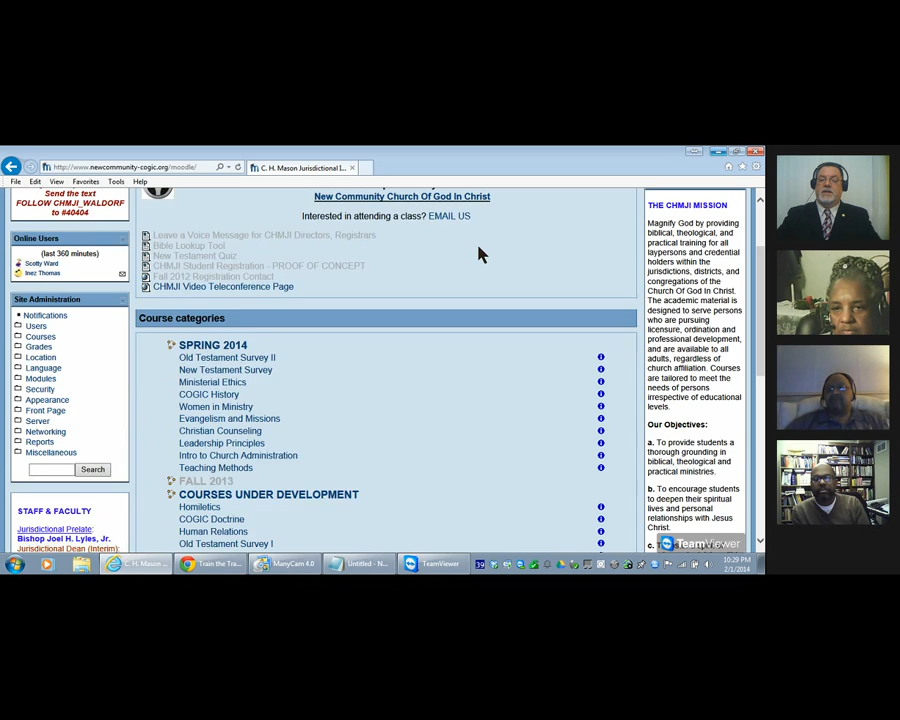 http://www.newcommunity-cogic.org/moodle/
C. H. Mason Jurisdictional I...
File Edit View Favorites Tools Help
Send the text
FOLLOW CHMJI_WALDORF
to #40404
Online Users
(last 360 minutes)
Scotty Ward
Inez Thomas
Site Administration
Notifications
Users
Courses
Grades
Location
Language
Modules
Security
Appearance
Front Page
Server
Networking
Reports
Miscellaneous
Search
STAFF & FACULTY
Jurisdictional Prelate:
Bishop Joel H. Lyles, Jr.
Jurisdictional Dean (Interim):
New Community Church Of God In Christ
Interested in attending a class? EMAIL US
Leave a Voice Message for CHMJI Directors, Registrars
Bible Lookup Tool
New Testament Quiz
CHMJI Student Registration - PROOF OF CONCEPT
Fall 2012 Registration Contact
CHMJI Video Teleconference Page
Course categories
SPRING 2014
Old Testament Survey II
New Testament Survey
Ministerial Ethics
COGIC History
Women in Ministry
Evangelism and Missions
Christian Counseling
Leadership Principles
Intro to Church Administration
Teaching Methods
FALL 2013
COURSES UNDER DEVELOPMENT
Homiletics
COGIC Doctrine
Human Relations
Old Testament Survey I
THE CHMJI MISSION
Magnify God by providing
biblical, theological, and
practical training for all
laypersons and credential
holders within the
jurisdictions, districts, and
congregations of the
Church Of God In Christ.
The academic material is
designed to serve persons
who are pursuing
licensure, ordination and
professional development,
and are available to all
adults, regardless of
church affiliation. Courses
are tailored to meet the
needs of persons
irrespective of educational
levels.
Our Objectives:
a. To provide students a
thorough grounding in
biblical, theological and
practical ministries.
b. To encourage students
to deepen their spiritual
lives and personal
relationships with Jesus
Christ.
c.
TeamViewer
C. H. Mason ...
Train the Tra...
ManyCam 4.0
Untitled - N...
TeamViewer
39
10:29 PM
2/1/2014